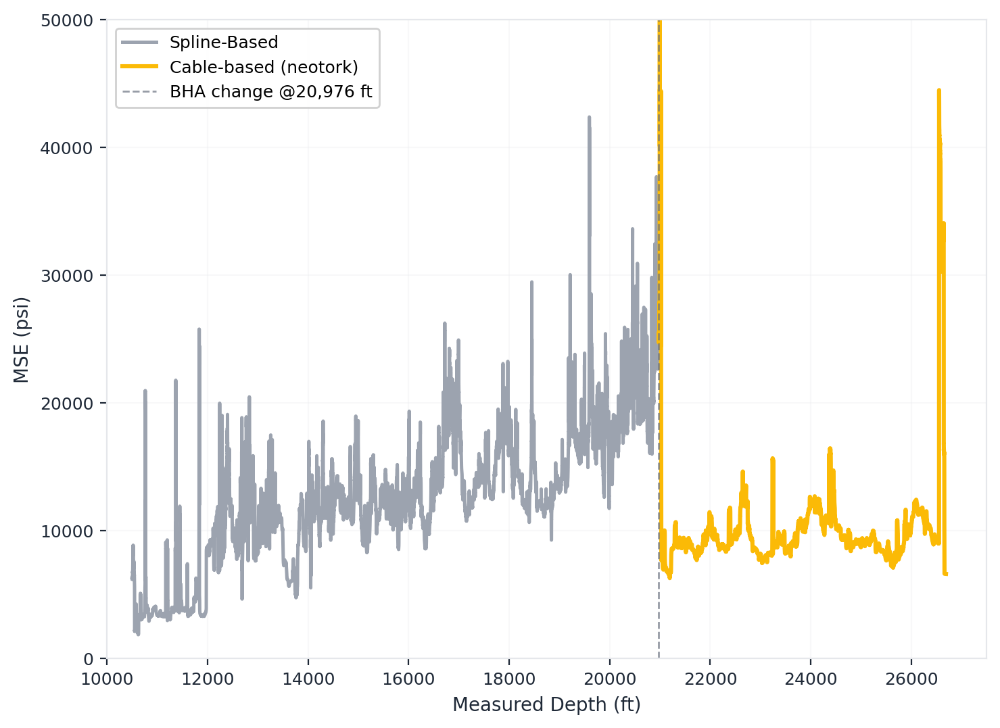 50000
40000
30000
20000
10000
0
MSE (psi)
Spline-Based
Cable-based (neotork)
BHA change @20,976 ft
10000 12000 14000 16000 18000 20000 22000 24000 26000
Measured Depth (ft)